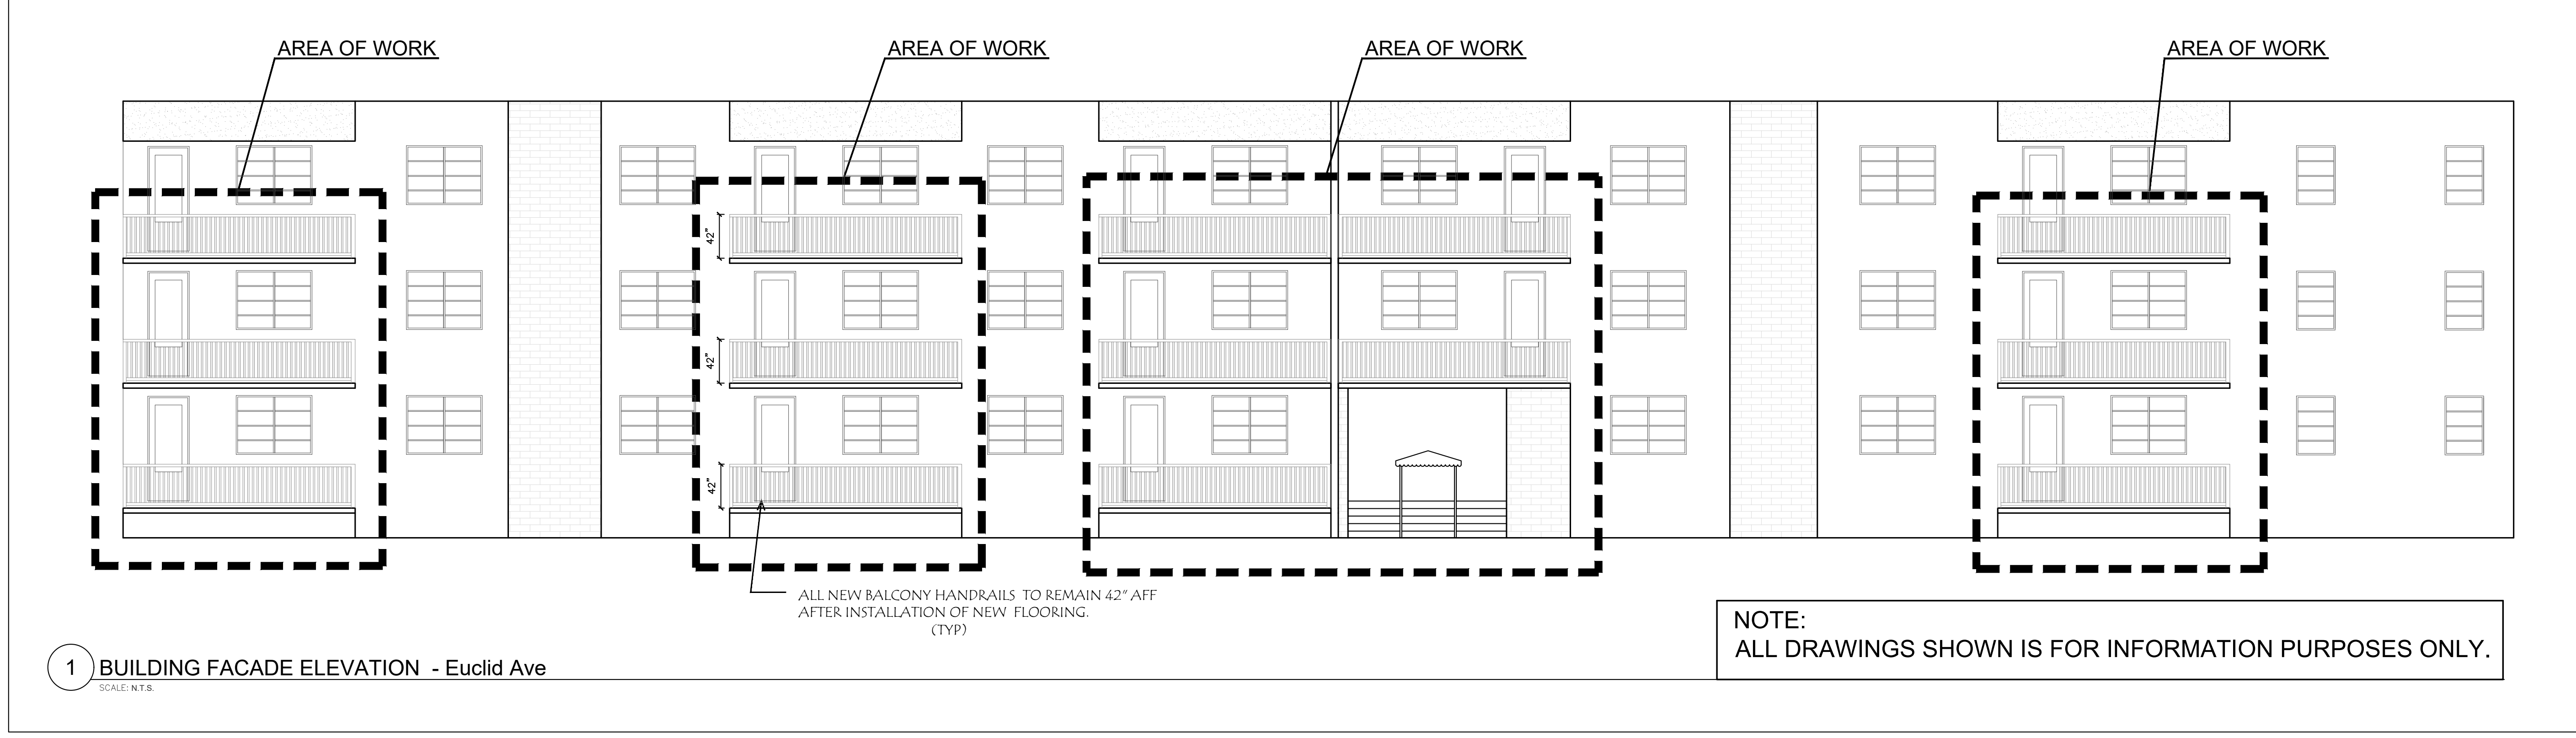 AREA OF WORK
AREA OF WORK
AREA OF WORK
AREA OF WORK
42"
42"
42"
ALL NEW BALCONY HANDRAILS TO REMAIN 42" AFF
AFTER INSTALLATION OF NEW FLOORING.
(TYP)
NOTE:
ALL DRAWINGS SHOWN IS FOR INFORMATION PURPOSES ONLY.
1 BUILDING FACADE ELEVATION - Euclid Ave
SCALE: N.T.S.